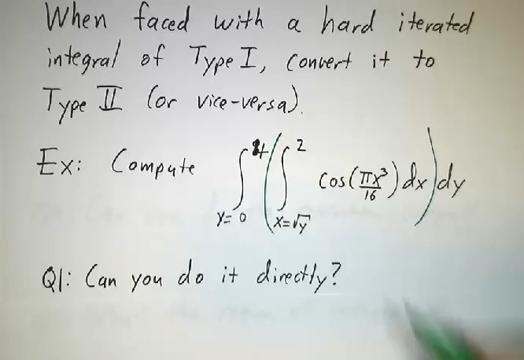 When faced with a hard iterated
integral of Type I, convert it to
Type II (or vice-versa).
Ex: Compute ∫_{y=0}^{4} (∫_{x=√y}^{2} cos(πx³/16) dx) dy
Q1: Can you do it directly?